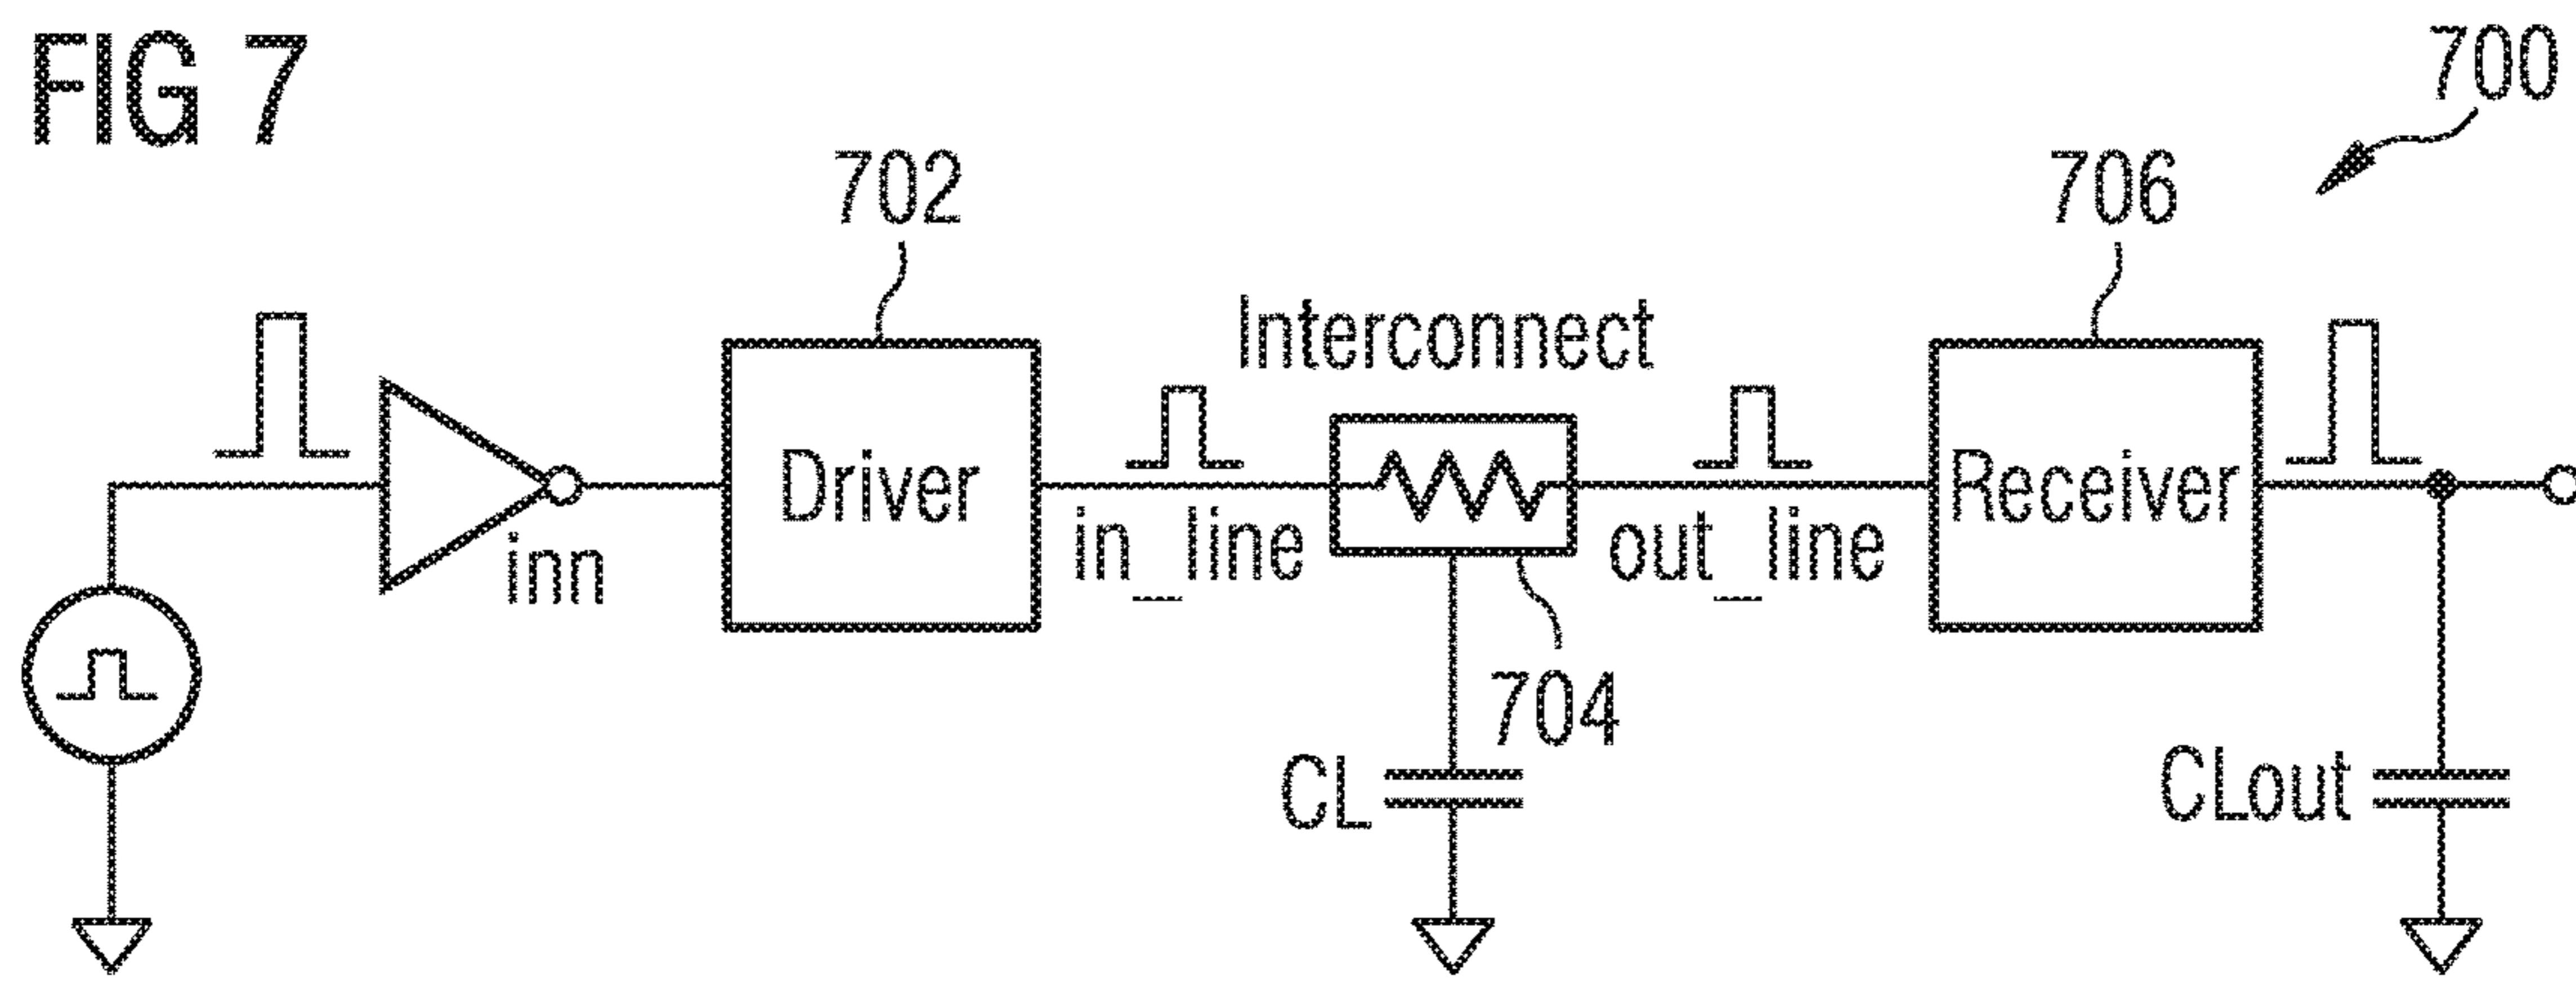 FIG 7
700
702
706
Interconnect
Driver
Receiver
inn
in_line
out_line
704
CL
CLout